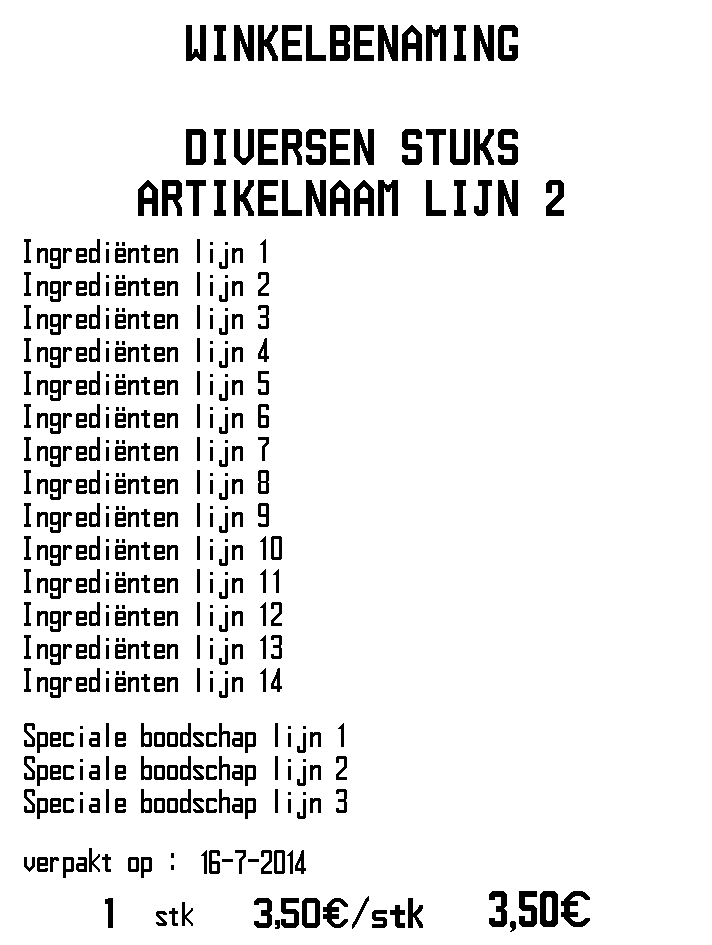 WINKELBENAMING
DIVERSEN STUKS
ARTIKELNAAM LIJN 2
Ingrediënten lijn 1
Ingrediënten lijn 2
Ingrediënten lijn 3
Ingrediënten lijn 4
Ingrediënten lijn 5
Ingrediënten lijn 6
Ingrediënten lijn 7
Ingrediënten lijn 8
Ingrediënten lijn 9
Ingrediënten lijn 10
Ingrediënten lijn 11
Ingrediënten lijn 12
Ingrediënten lijn 13
Ingrediënten lijn 14
Speciale boodschap lijn 1
Speciale boodschap lijn 2
Speciale boodschap lijn 3
verpakt op : 16-7-2014
1 stk 3,50€/stk 3,50€